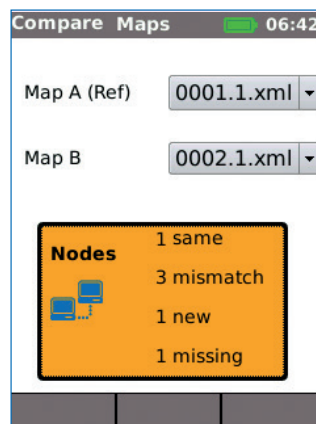 Compare Maps 06:42
Map A (Ref) 0001.1.xml
Map B 0002.1.xml
Nodes
1 same
3 mismatch
1 new
1 missing